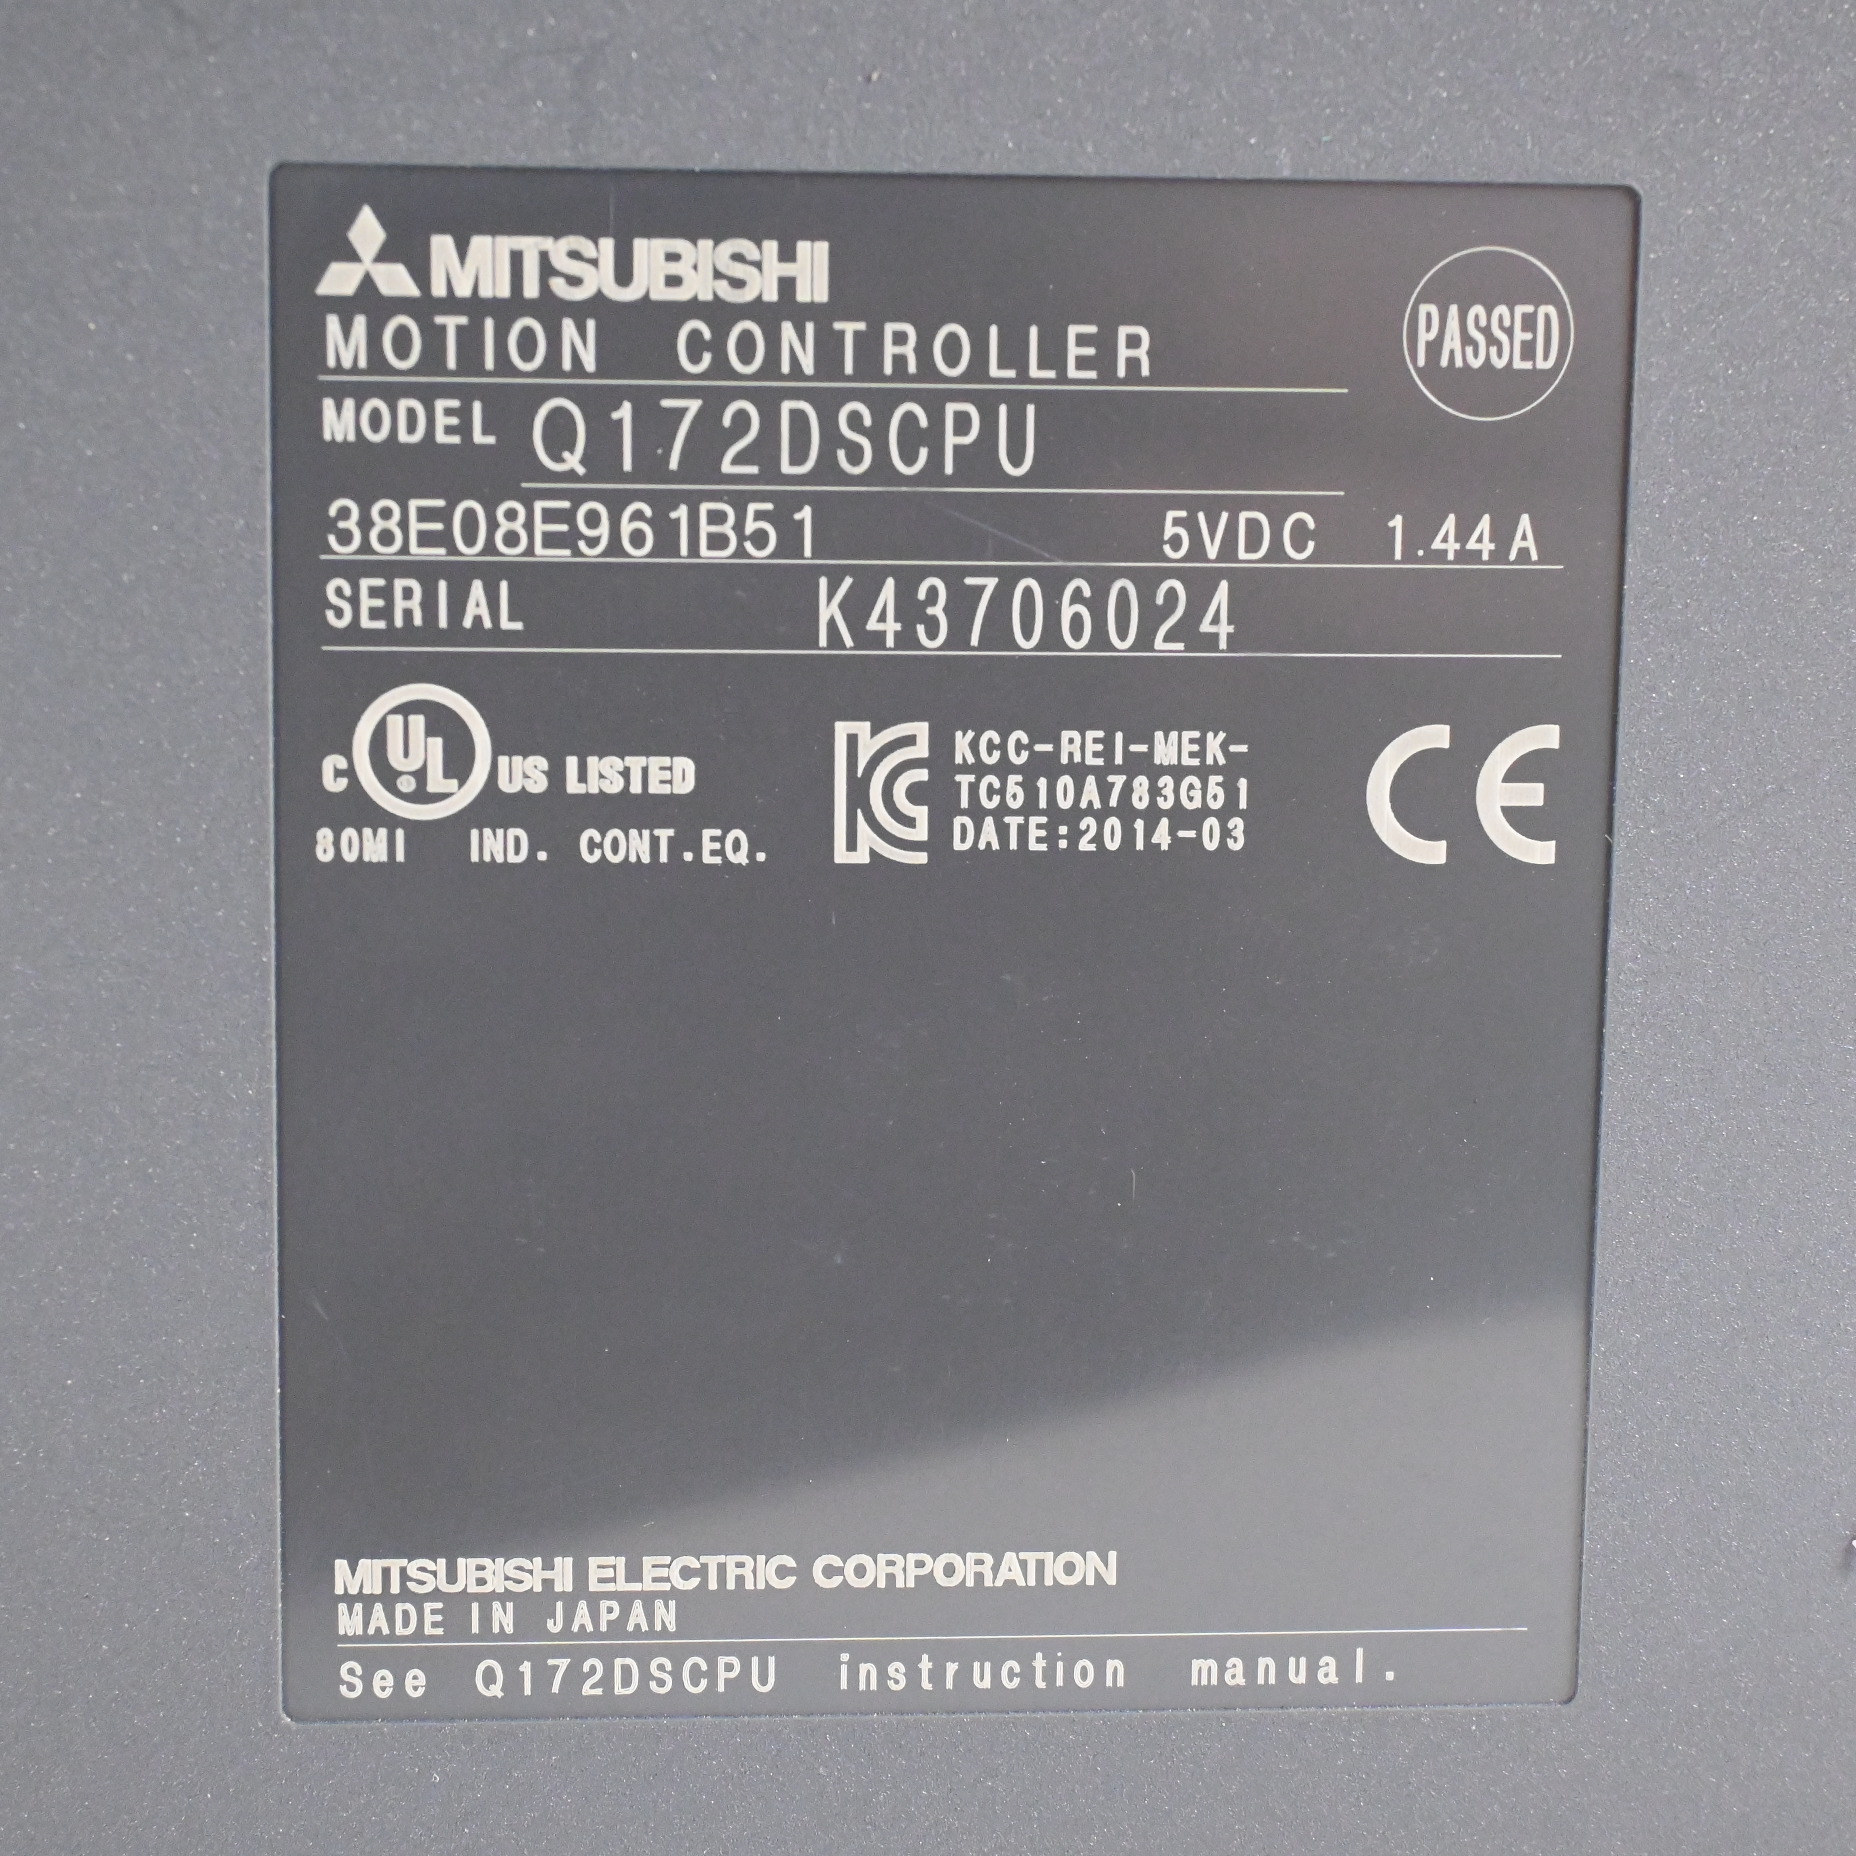 MITSUBISHI
MOTION CONTROLLER
PASSED
MODEL Q172DSCPU
38E08E961B51 5VDC 1.44A
SERIAL K43706024
C UL US LISTED
80MI IND. CONT.EQ.
KCC-REI-MEK-
TC510A783G51
DATE:2014-03
CE
MITSUBISHI ELECTRIC CORPORATION
MADE IN JAPAN
See Q172DSCPU instruction manual.